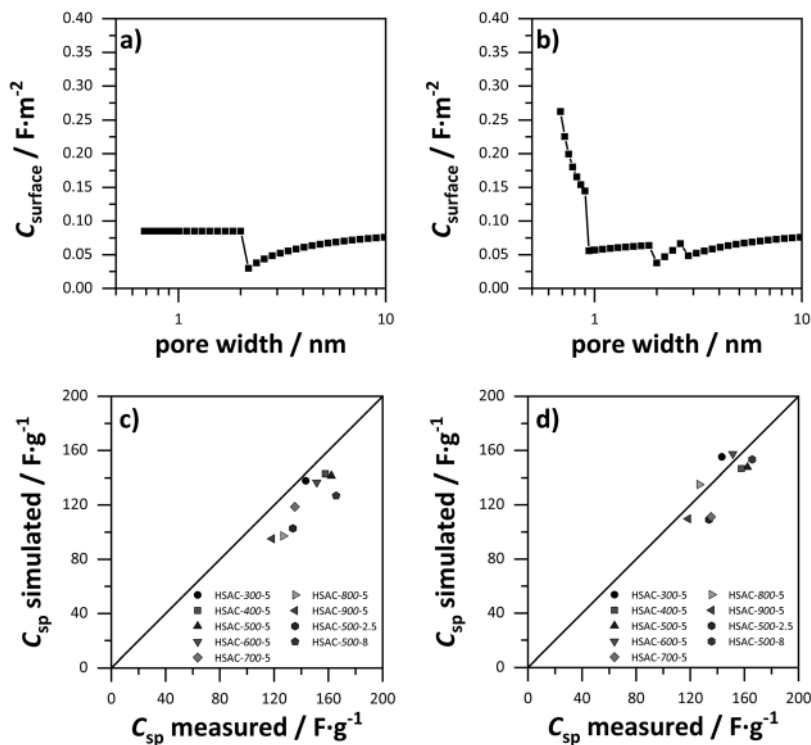 a)
0.40
0.35
0.30
0.25
0.20
0.15
0.10
0.05
0.00
C_surface / F·m⁻²
1
10
pore width / nm
b)
0.40
0.35
0.30
0.25
0.20
0.15
0.10
0.05
0.00
C_surface / F·m⁻²
1
10
pore width / nm
c)
200
160
120
80
40
0
C_sp simulated / F·g⁻¹
HSAC-300-5
HSAC-400-5
HSAC-500-5
HSAC-600-5
HSAC-700-5
HSAC-800-5
HSAC-900-5
HSAC-500-2.5
HSAC-500-8
0 40 80 120 160 200
C_sp measured / F·g⁻¹
d)
200
160
120
80
40
0
C_sp simulated / F·g⁻¹
HSAC-300-5
HSAC-400-5
HSAC-500-5
HSAC-600-5
HSAC-700-5
HSAC-800-5
HSAC-900-5
HSAC-500-2.5
HSAC-500-8
0 40 80 120 160 200
C_sp measured / F·g⁻¹